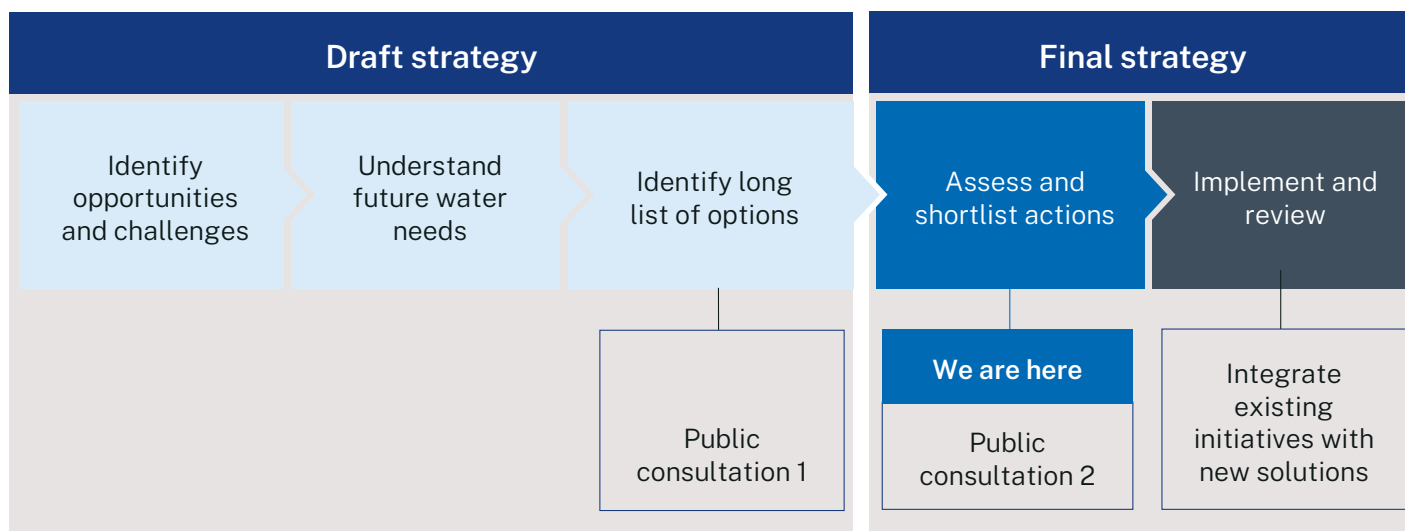 Draft strategy
Final strategy
Identify
opportunities
and challenges
Understand
future water
needs
Identify long
list of options
Assess and
shortlist actions
Implement and
review
Public
consultation 1
We are here
Public
consultation 2
Integrate
existing
initiatives with
new solutions